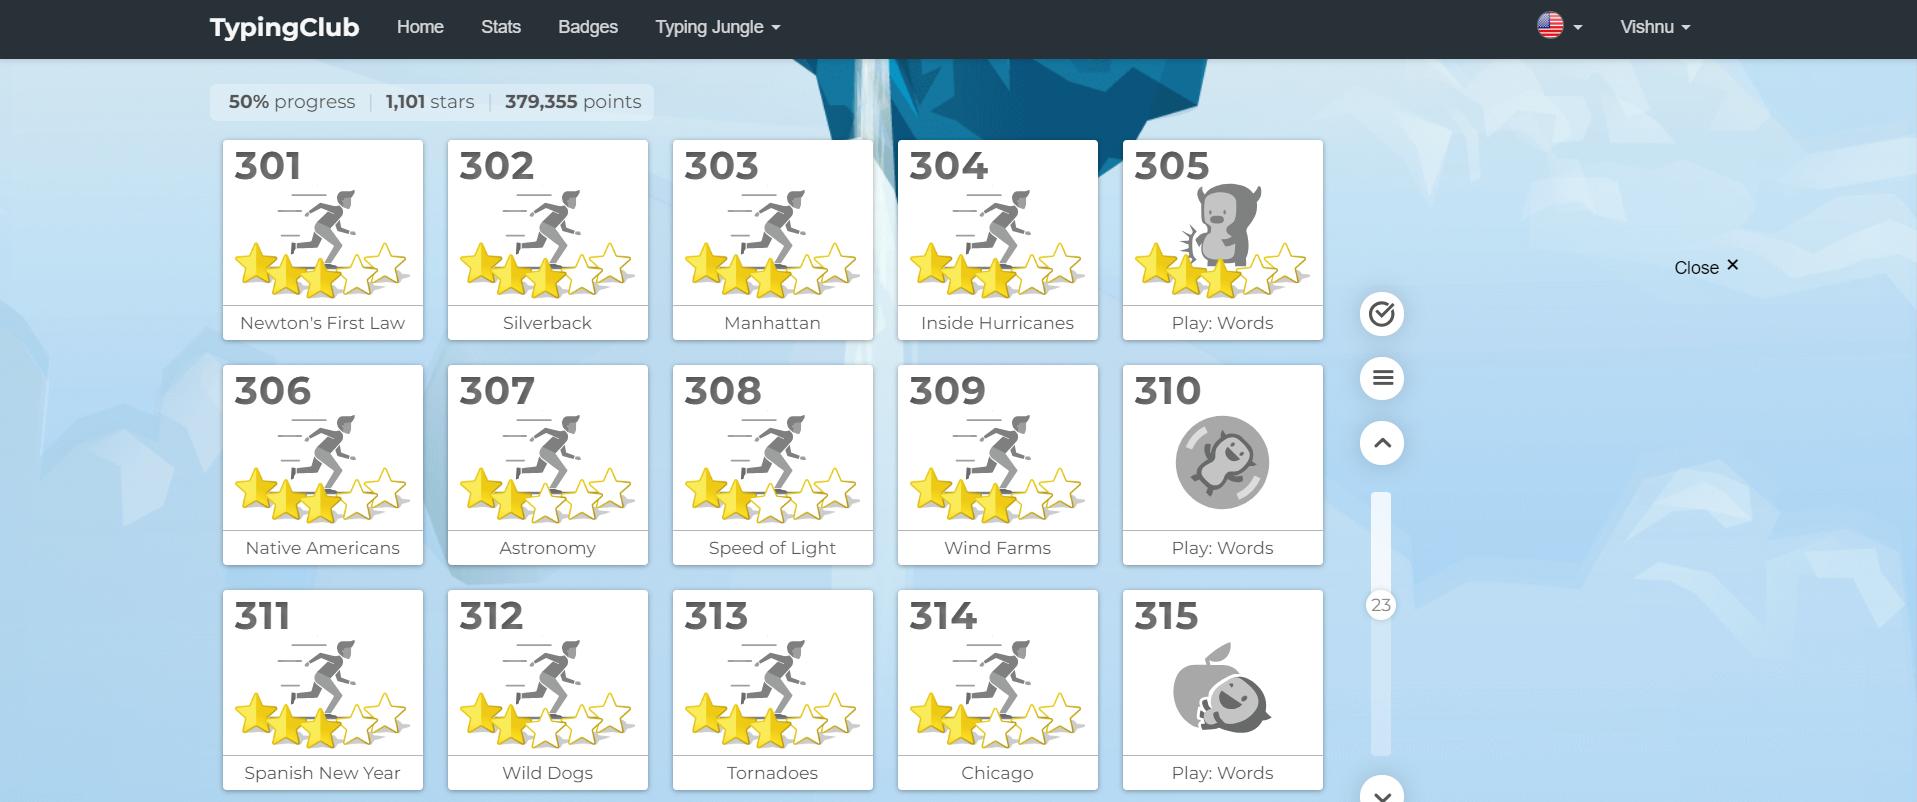 TypingClub Home Stats Badges Typing Jungle Vishnu
50% progress | 1,101 stars | 379,355 points
301 302 303 304 305
Newton's First Law Silverback Manhattan Inside Hurricanes Play: Words
Close ×
306 307 308 309 310
Native Americans Astronomy Speed of Light Wind Farms Play: Words
23
311 312 313 314 315
Spanish New Year Wild Dogs Tornadoes Chicago Play: Words